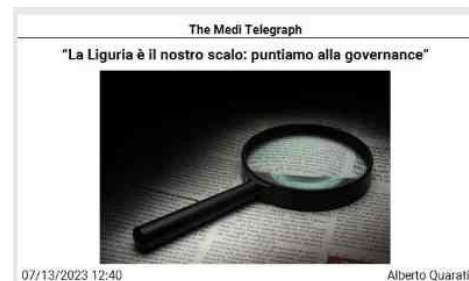 The Medi Telegraph
“La Liguria è il nostro scalo: puntiamo alla governance”
07/13/2023 12:40
Alberto Quarati